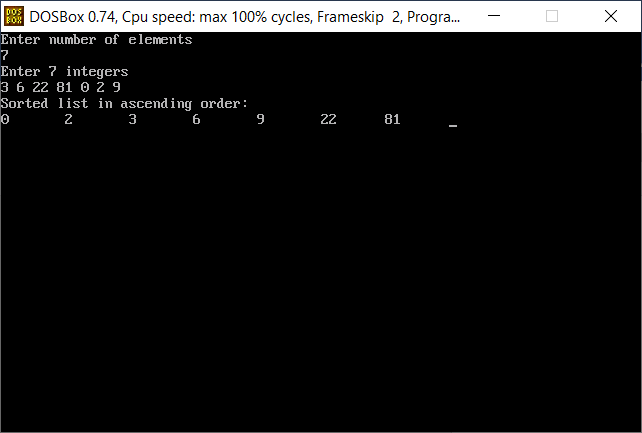 DOS BOX DOSBox 0.74, Cpu speed: max 100% cycles, Frameskip 2, Progra...
Enter number of elements
7
Enter 7 integers
3 6 22 81 0 2 9
Sorted list in ascending order:
0 2 3 6 9 22 81 _